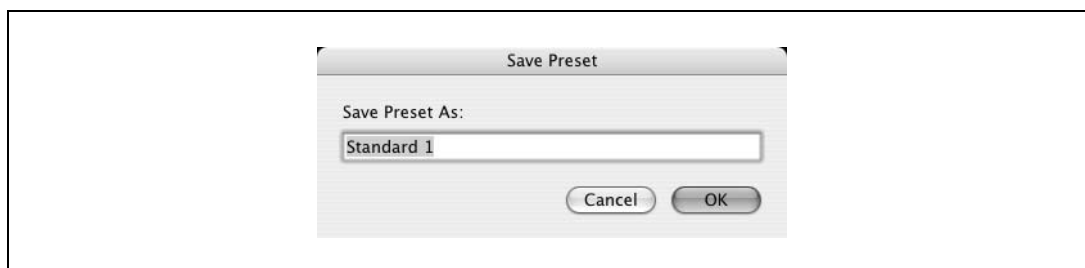 Save Preset
Save Preset As:
Standard 1
Cancel OK